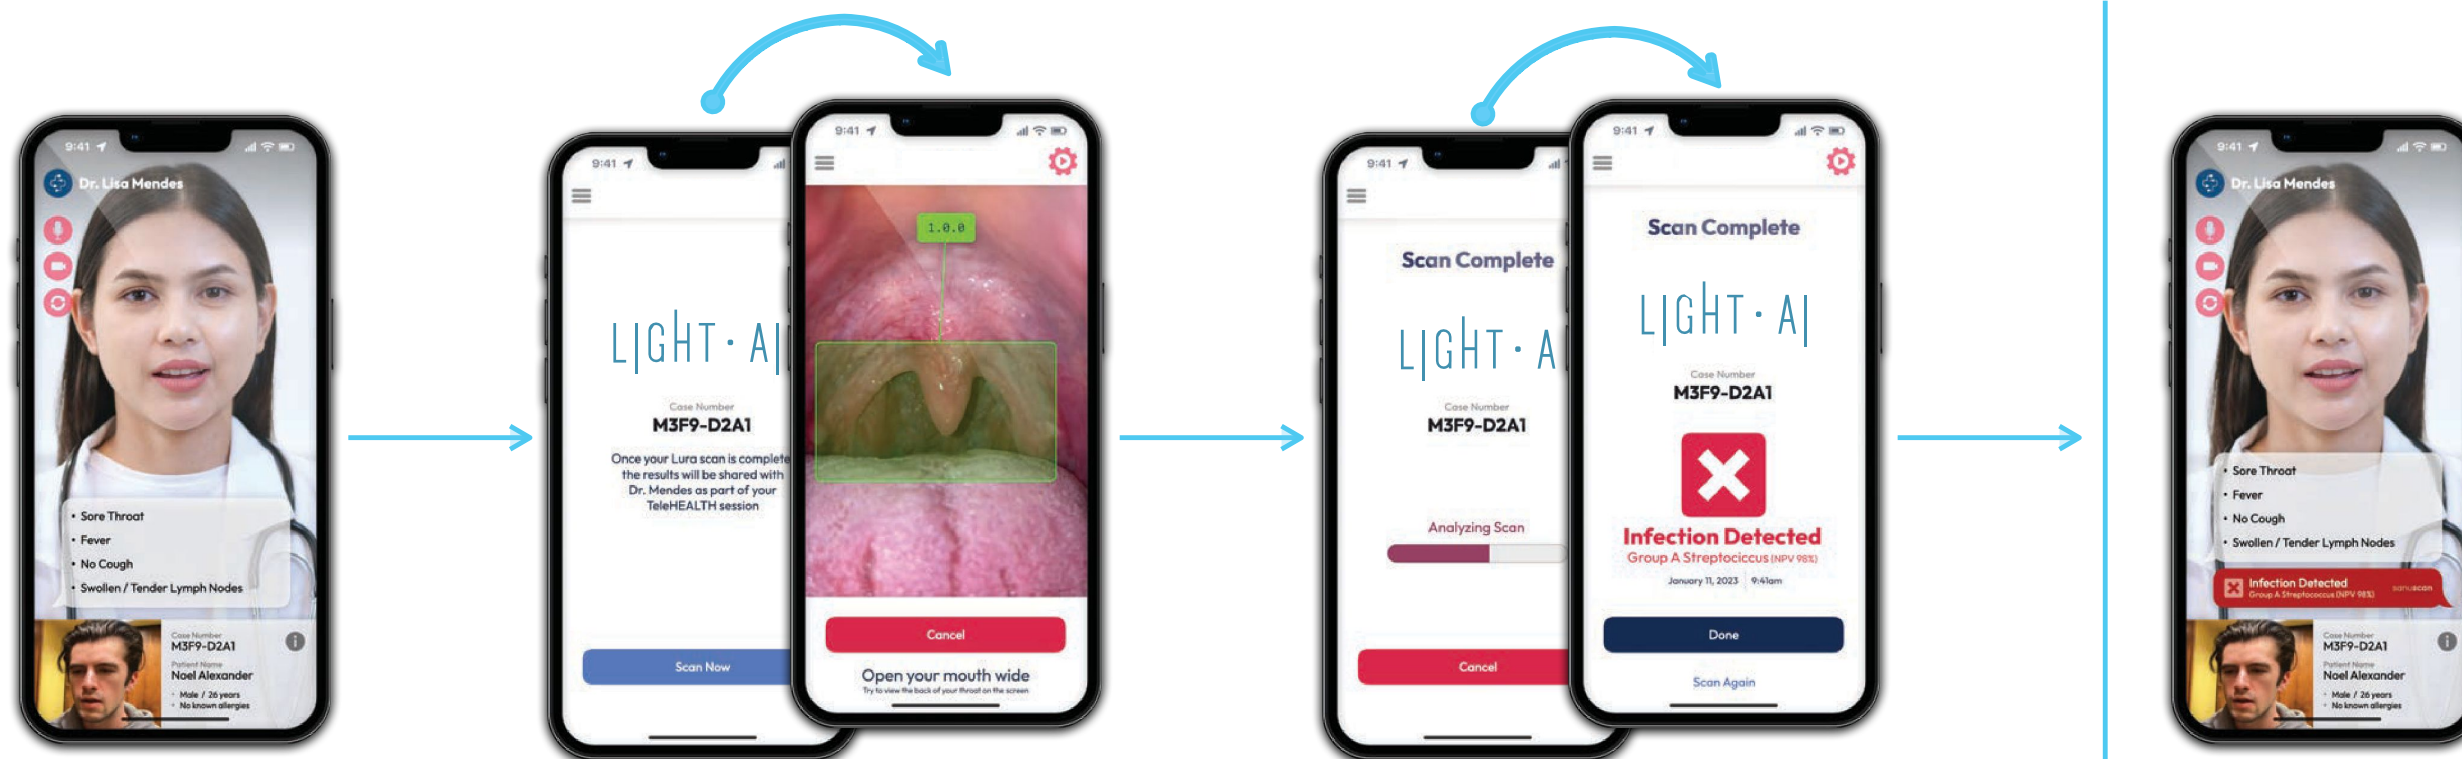 9:41
Dr. Lisa Mendes
• Sore Throat
• Fever
• No Cough
• Swollen / Tender Lymph Nodes
Case Number
M3F9-D2A1
Patient Name
Noel Alexander
• Male / 26 years
• No known allergies
9:41
LIGHT · AI
Case Number
M3F9-D2A1
Once your Lura scan is complete
the results will be shared with
Dr. Mendes as part of your
TeleHEALTH session
Scan Now
9:41
1.0.0
Cancel
Open your mouth wide
Try to view the back of your throat on the screen
9:41
Scan Complete
LIGHT · A
Case Number
M3F9-D2A1
Analyzing Scan
Cancel
9:41
Scan Complete
LIGHT · AI
Case Number
M3F9-D2A1
Infection Detected
Group A Streptociccus (NPV 98%)
January 11, 2023 | 9:41am
Done
Scan Again
9:41
Dr. Lisa Mendes
• Sore Throat
• Fever
• No Cough
• Swollen / Tender Lymph Nodes
Infection Detected
Group A Streptococcus (NPV 98%)
sanuscan
Case Number
M3F9-D2A1
Patient Name
Noel Alexander
• Male / 26 years
• No known allergies